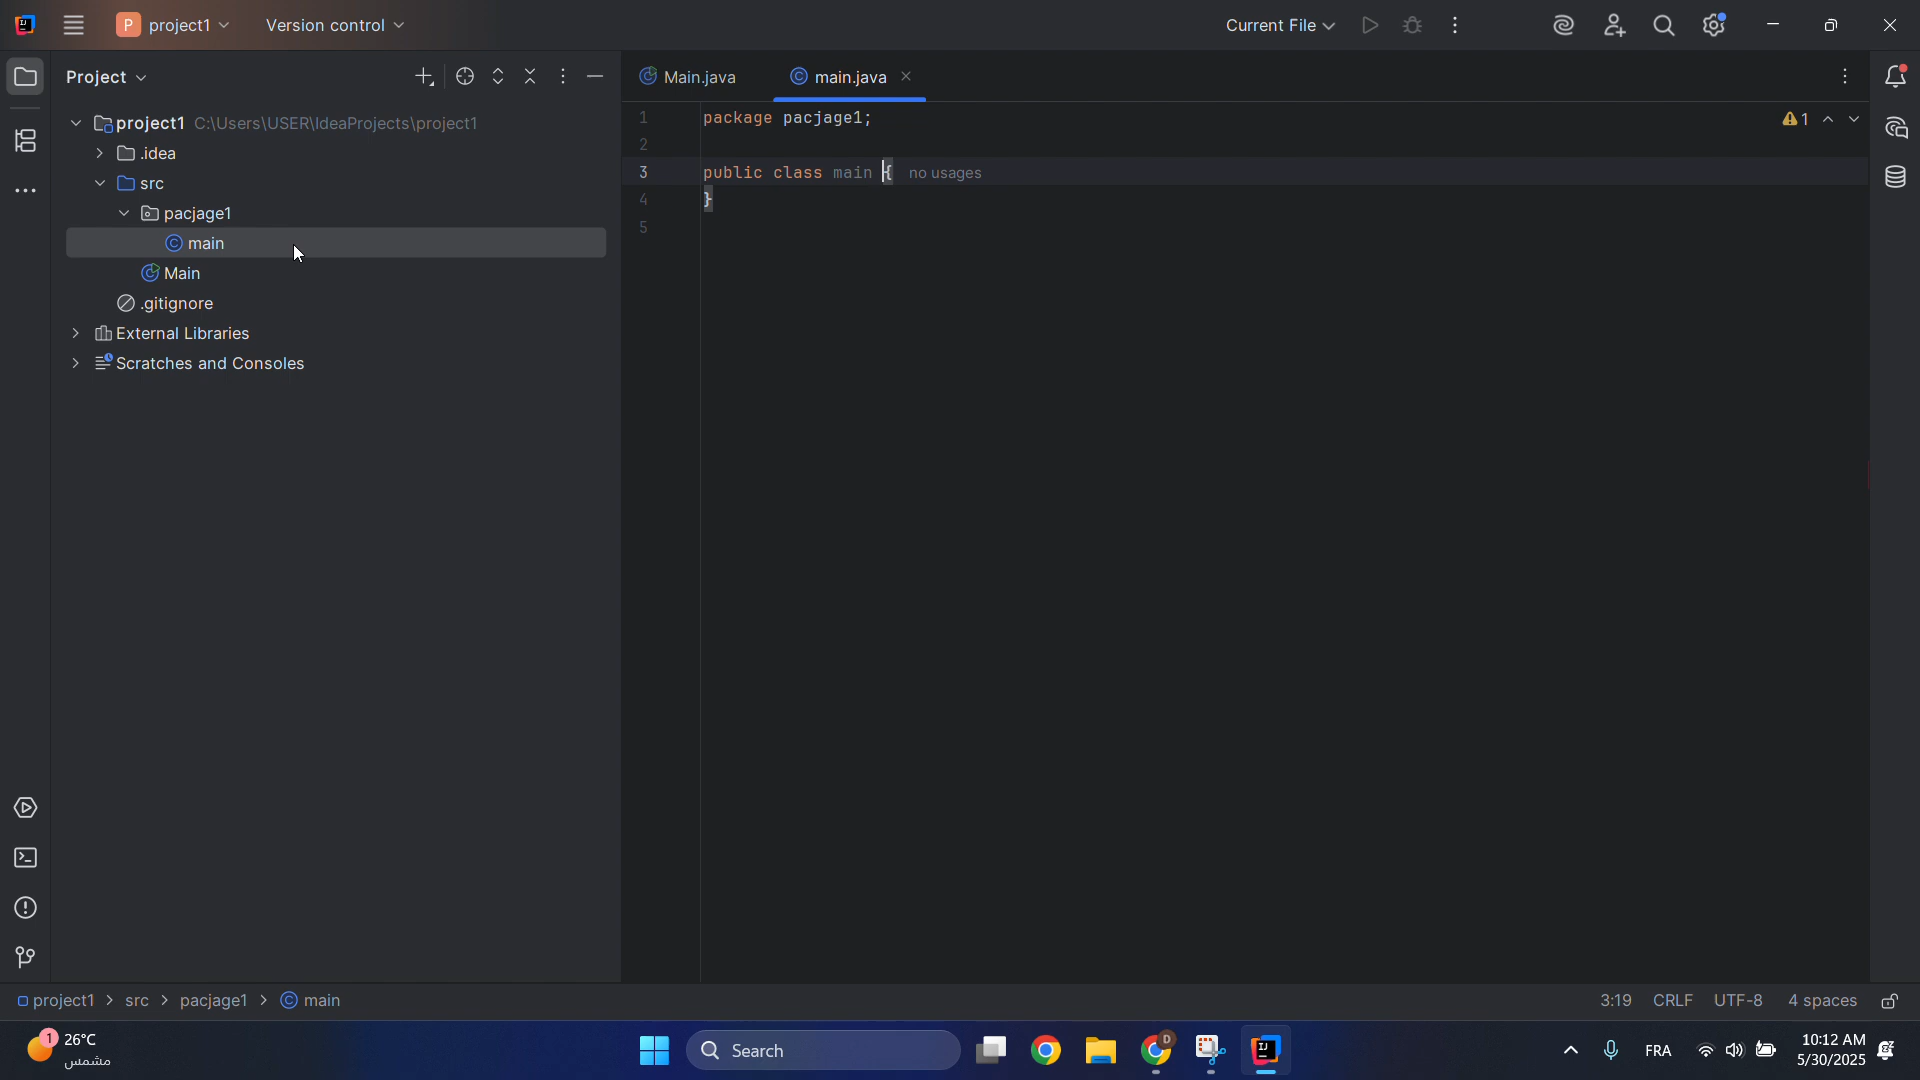 P project1 Version control Current File
Project
project1 C:\Users\USER\IdeaProjects\project1
.idea
src
pacjage1
main
Main
.gitignore
External Libraries
Scratches and Consoles
Main.java main.java
1 package pacjage1;
2
3 public class main { no usages
4 }
5
1
project1 > src > pacjage1 > main
3:19 CRLF UTF-8 4 spaces
1 26°C
مشمس
Search
D
FRA
10:12 AM
5/30/2025